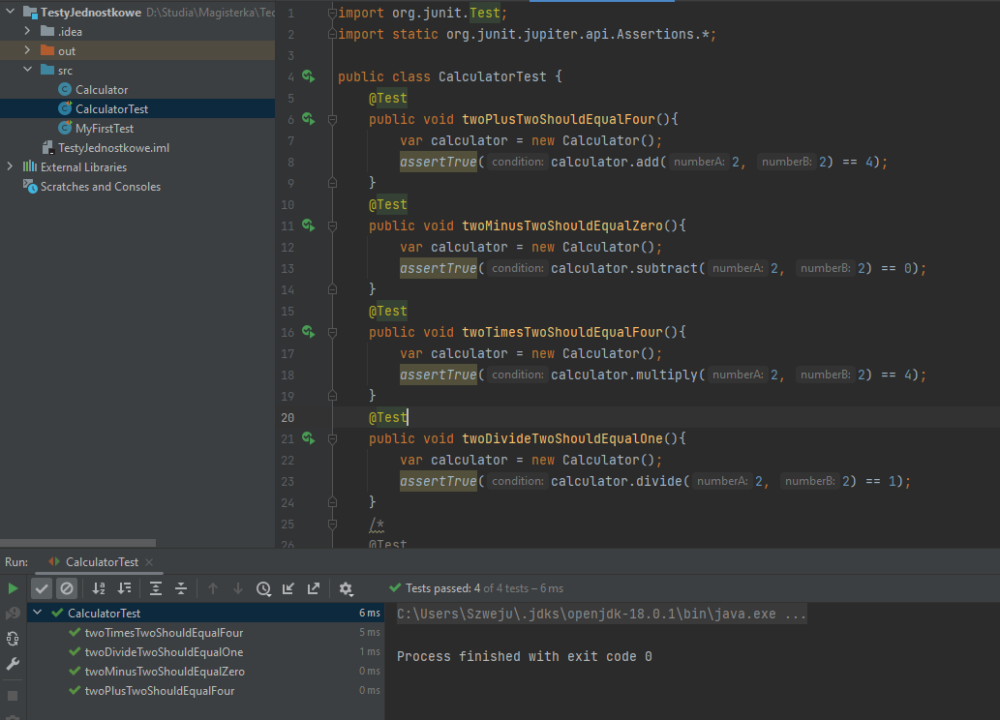 TestyJednostkowe D:\Studia\Magisterka\Tec
.idea
out
src
Calculator
CalculatorTest
MyFirstTest
TestyJednostkowe.iml
External Libraries
Scratches and Consoles
1 import org.junit.Test;
2 import static org.junit.jupiter.api.Assertions.*;
3
4 public class CalculatorTest {
5 @Test
6 public void twoPlusTwoShouldEqualFour(){
7 var calculator = new Calculator();
8 assertTrue( condition: calculator.add( numberA: 2, numberB: 2) == 4);
9 }
10 @Test
11 public void twoMinusTwoShouldEqualZero(){
12 var calculator = new Calculator();
13 assertTrue( condition: calculator.subtract( numberA: 2, numberB: 2) == 0);
14 }
15 @Test
16 public void twoTimesTwoShouldEqualFour(){
17 var calculator = new Calculator();
18 assertTrue( condition: calculator.multiply( numberA: 2, numberB: 2) == 4);
19 }
20 @Test
21 public void twoDivideTwoShouldEqualOne(){
22 var calculator = new Calculator();
23 assertTrue( condition: calculator.divide( numberA: 2, numberB: 2) == 1);
24 }
25 /*
26 @Test
Run: CalculatorTest
Tests passed: 4 of 4 tests – 6 ms
CalculatorTest 6 ms
twoTimesTwoShouldEqualFour 5 ms
twoDivideTwoShouldEqualOne 1 ms
twoMinusTwoShouldEqualZero 0 ms
twoPlusTwoShouldEqualFour 0 ms
C:\Users\Szweju\.jdks\openjdk-18.0.1\bin\java.exe ...
Process finished with exit code 0